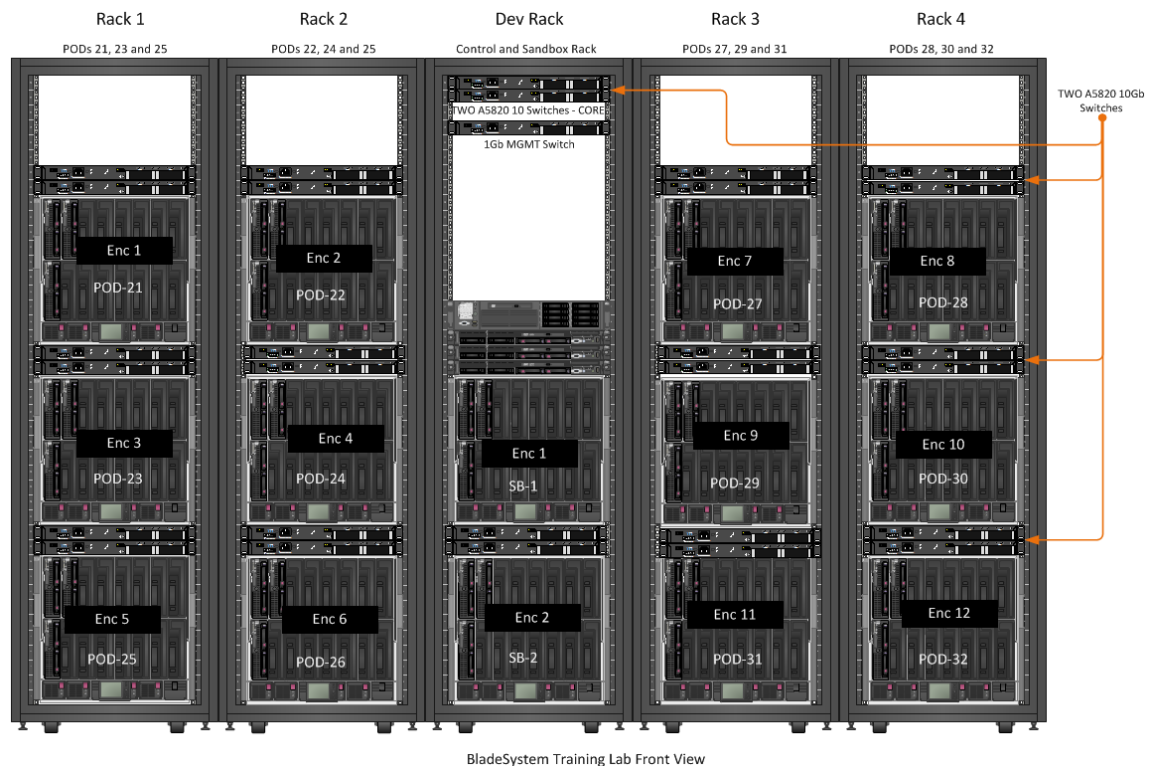 Rack 1
Rack 2
Dev Rack
Rack 3
Rack 4
PODs 21, 23 and 25
PODs 22, 24 and 25
Control and Sandbox Rack
PODs 27, 29 and 31
PODs 28, 30 and 32
TWO A5820 10Gb
Switches
TWO A5820 10 Switches - CORE
1Gb MGMT Switch
Enc 1
POD-21
Enc 2
POD-22
Enc 7
POD-27
Enc 8
POD-28
Enc 3
POD-23
Enc 4
POD-24
Enc 1
SB-1
Enc 9
POD-29
Enc 10
POD-30
Enc 5
POD-25
Enc 6
POD-26
Enc 2
SB-2
Enc 11
POD-31
Enc 12
POD-32
BladeSystem Training Lab Front View